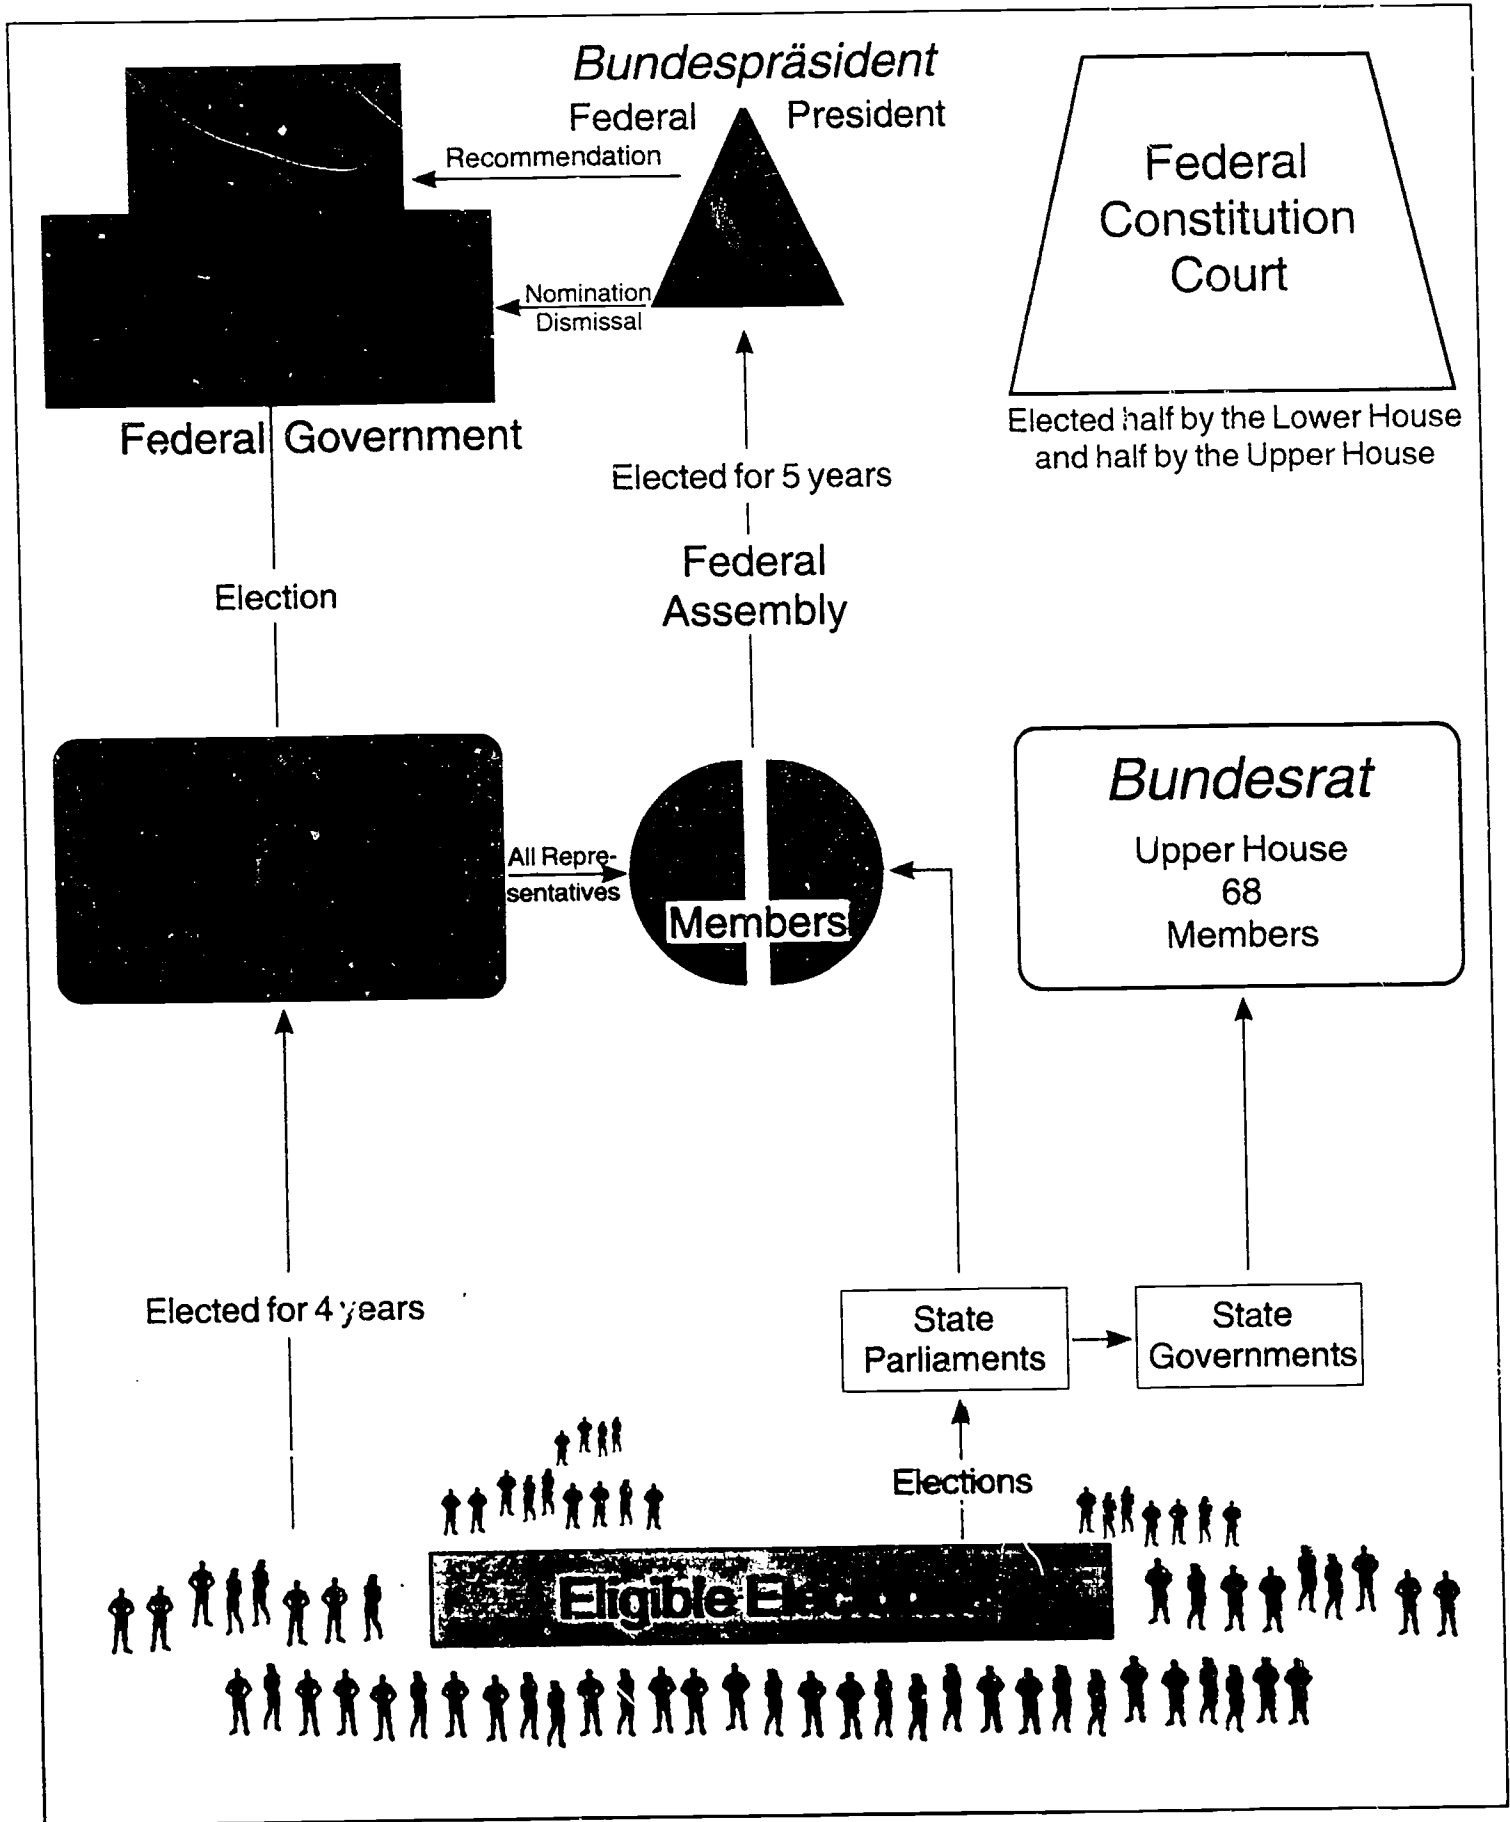 Bundespräsident
Federal President
Recommendation
Nomination
Dismissal
Federal
Constitution
Court
Elected half by the Lower House
and half by the Upper House
Federal Government
Elected for 5 years
Federal
Assembly
Election
All Repre-
sentatives
Members
Bundesrat
Upper House
68
Members
Elected for 4 years
State
Parliaments
State
Governments
Elections
Eligible